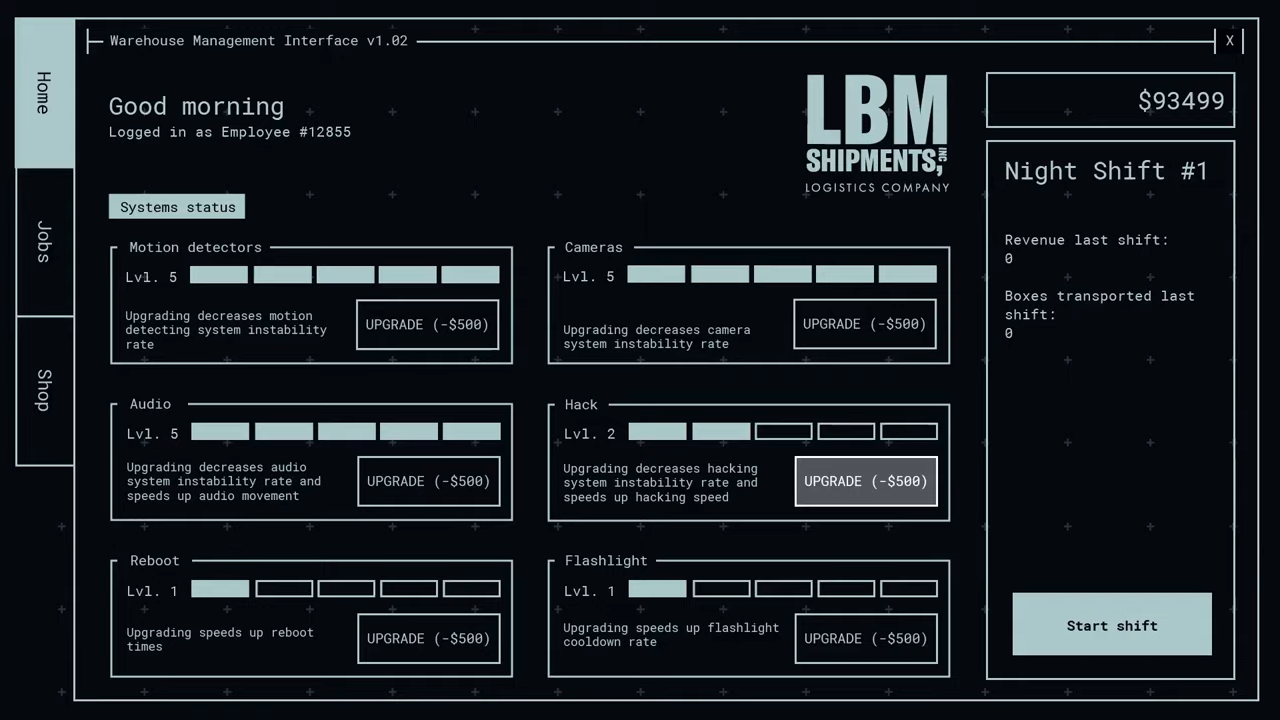 Warehouse Management Interface v1.02
X
Home
Jobs
Shop
Good morning
Logged in as Employee #12855
LBM
SHIPMENTS, INC
LOGISTICS COMPANY
$93499
Systems status
Motion detectors
Lvl. 5
Upgrading decreases motion
detecting system instability
rate
UPGRADE (-$500)
Cameras
Lvl. 5
Upgrading decreases camera
system instability rate
UPGRADE (-$500)
Audio
Lvl. 5
Upgrading decreases audio
system instability rate and
speeds up audio movement
UPGRADE (-$500)
Hack
Lvl. 2
Upgrading decreases hacking
system instability rate and
speeds up hacking speed
UPGRADE (-$500)
Reboot
Lvl. 1
Upgrading speeds up reboot
times
UPGRADE (-$500)
Flashlight
Lvl. 1
Upgrading speeds up flashlight
cooldown rate
UPGRADE (-$500)
Night Shift #1
Revenue last shift:
0
Boxes transported last
shift:
0
Start shift